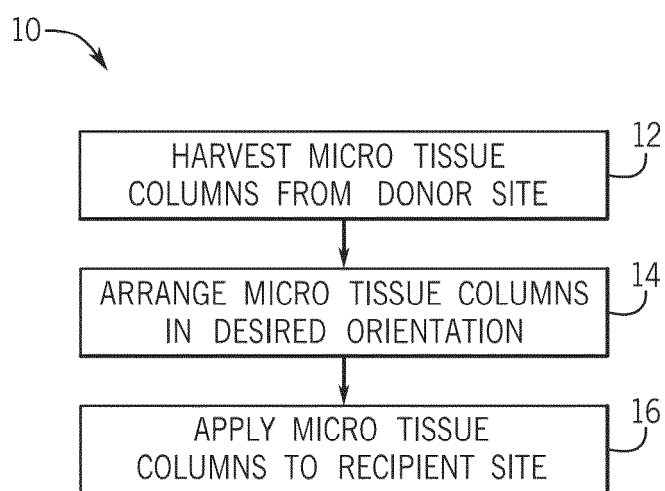 10
12
HARVEST MICRO TISSUE
COLUMNS FROM DONOR SITE
14
ARRANGE MICRO TISSUE COLUMNS
IN DESIRED ORIENTATION
16
APPLY MICRO TISSUE
COLUMNS TO RECIPIENT SITE